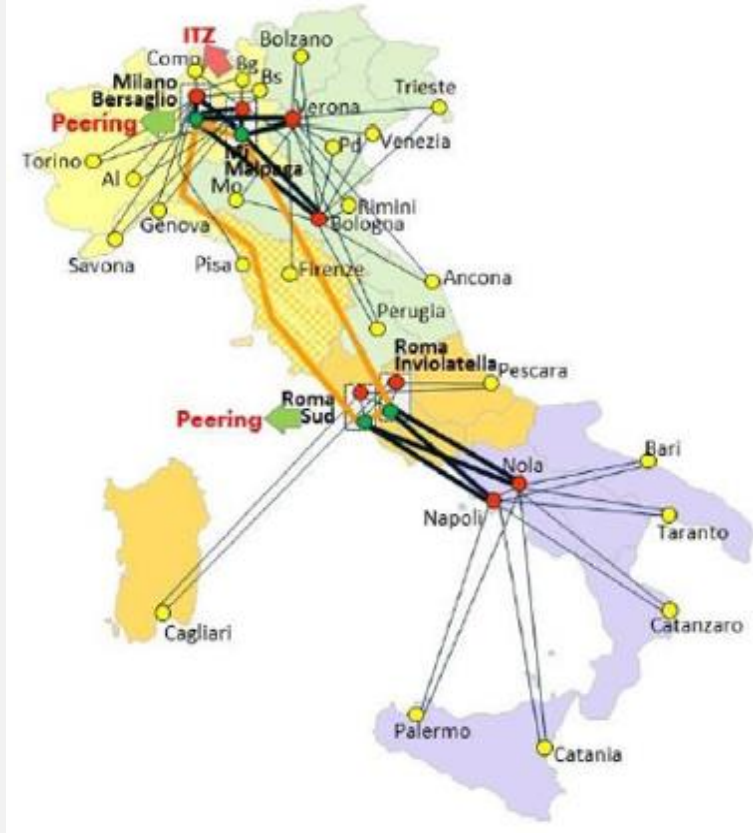 ITZ
Bolzano
Como
Bg
Milano
Bs
Bersaglio
Verona
Trieste
Peering
Pd
Venezia
Mi
Torino
Malpaga
Al
Mo
Rimini
Genova
Bologna
Savona
Pisa
Firenze
Ancona
Perugia
Roma
Inviolatella
Pescara
Roma
Sud
Peering
Bari
Nola
Napoli
Taranto
Catanzaro
Cagliari
Palermo
Catania